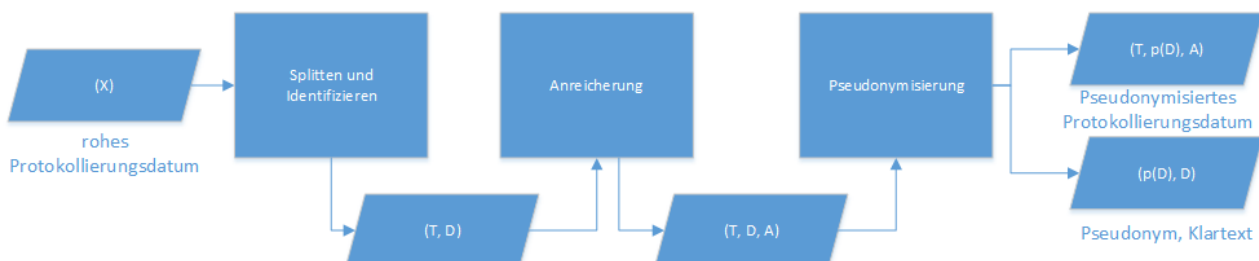 (X)
rohes
Protokollierungsdatum
Splitten und
Identifizieren
(T, D)
Anreicherung
(T, D, A)
Pseudonymisierung
(T, p(D), A)
Pseudonymisiertes
Protokollierungsdatum
(p(D), D)
Pseudonym, Klartext